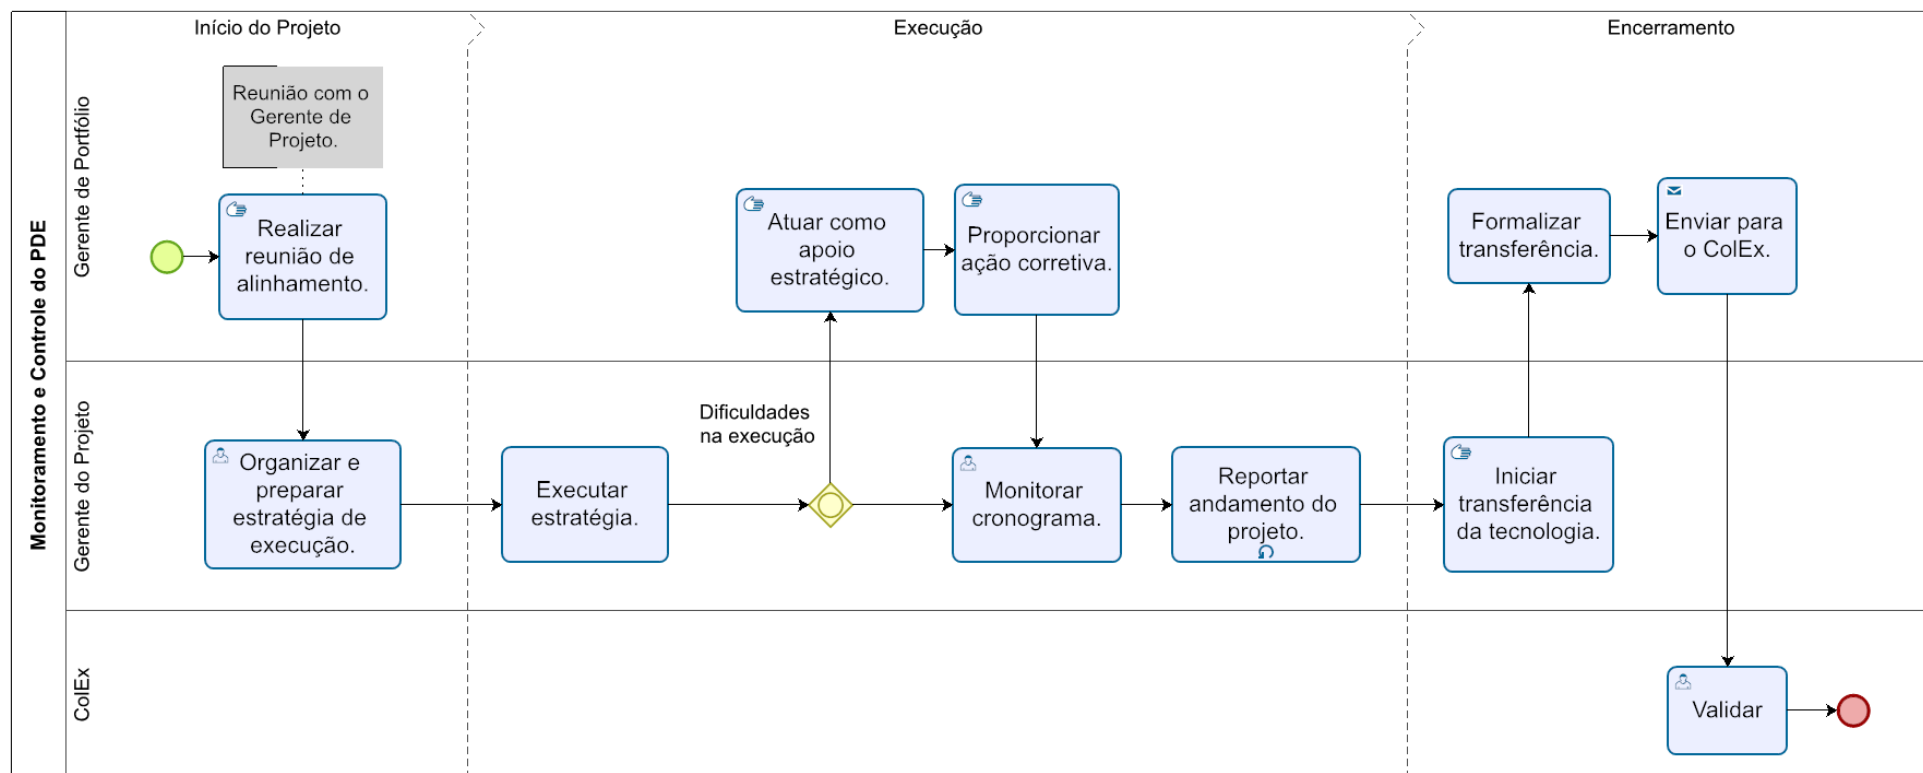 Monitoramento e Controle do PDE
Início do Projeto
Execução
Encerramento
Gerente de Portfólio
Reunião com o
Gerente de
Projeto.
Realizar
reunião de
alinhamento.
Atuar como
apoio
estratégico.
Proporcionar
ação corretiva.
Formalizar
transferência.
Enviar para
o ColEx.
Gerente do Projeto
Organizar e
preparar
estratégia de
execução.
Executar
estratégia.
Dificuldades
na execução
Monitorar
cronograma.
Reportar
andamento do
projeto.
Iniciar
transferência
da tecnologia.
ColEx
Validar